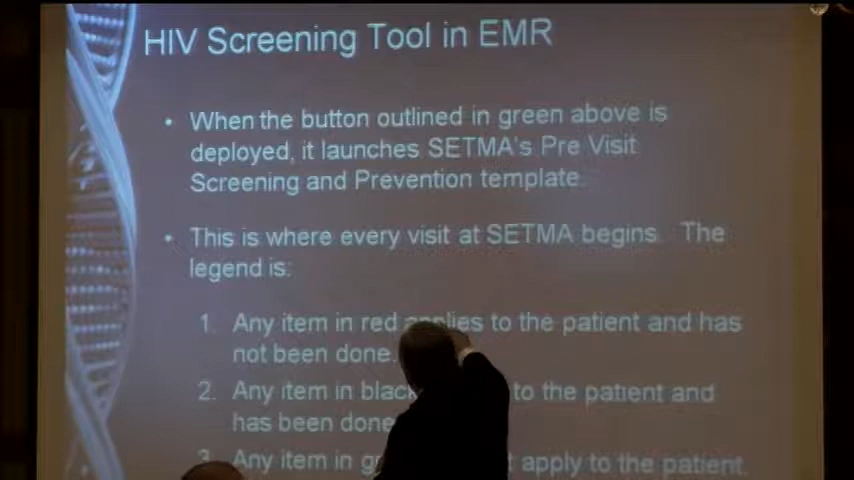 HIV Screening Tool in EMR
• When the button outlined in green above is
deployed, it launches SETMA's Pre Visit
Screening and Prevention template.
• This is where every visit at SETMA begins. The
legend is:
1. Any item in red applies to the patient and has
not been done.
2. Any item in black to the patient and
has been done
3. Any item in apply to the patient.